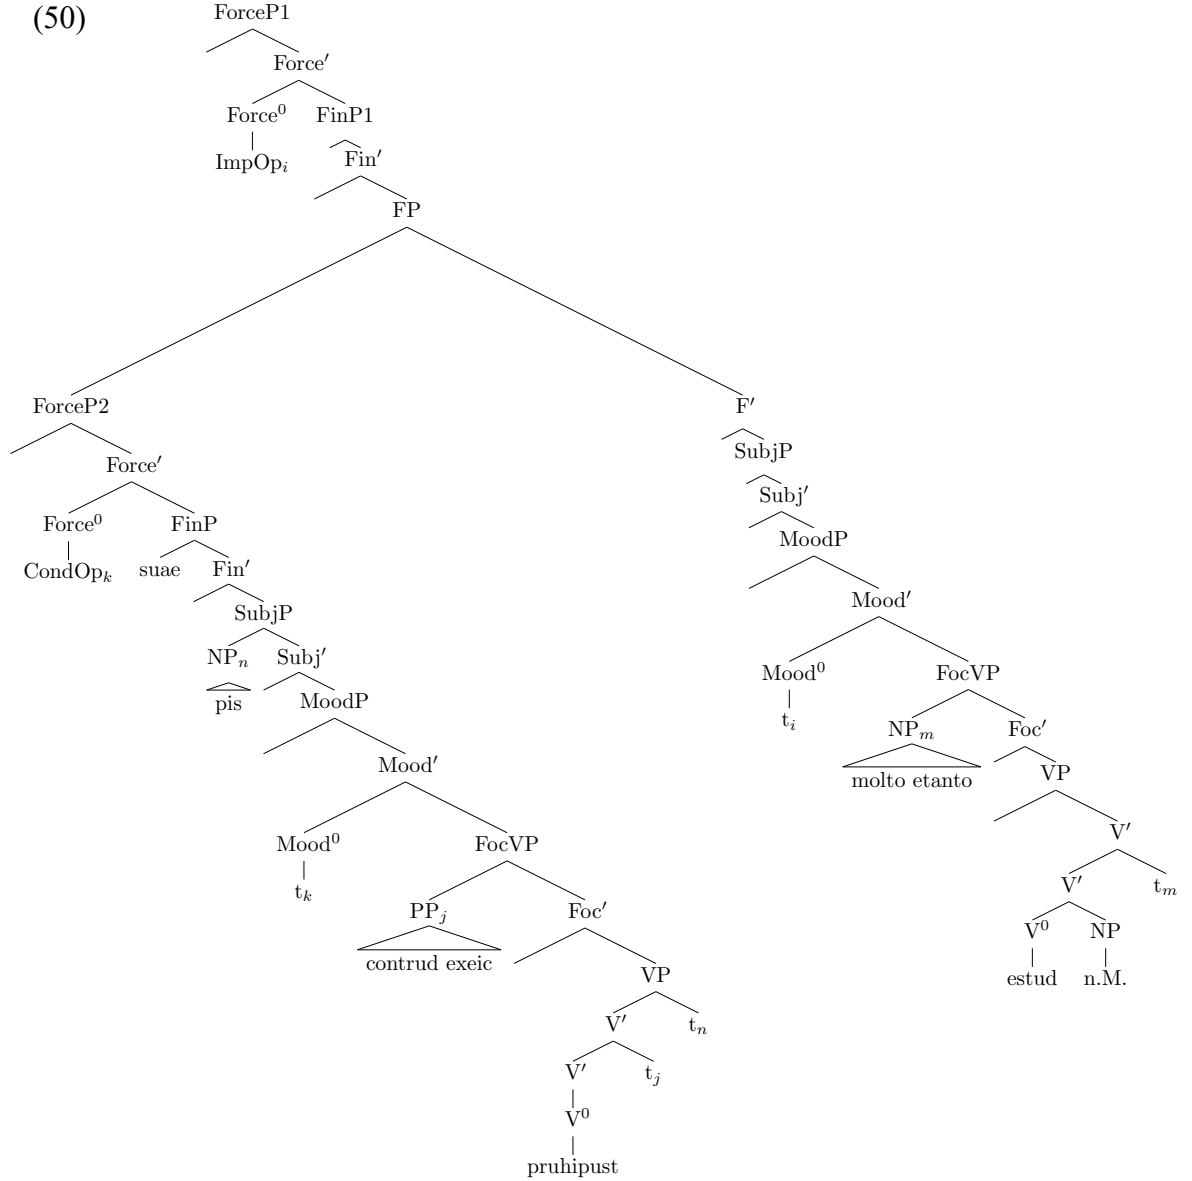 (50)
ForceP1
Force′
Force⁰ FinP1
ImpOpᵢ Fin′
FP
ForceP2 F′
SubjP
Force′
Subj′
Force⁰ FinP
MoodP
CondOpₖ suae Fin′
Mood′
SubjP
NPₙ Subj′
Mood⁰ FocVP
pis MoodP
tᵢ NPₘ Foc′
Mood′ VP
molto etanto
V′
Mood⁰ FocVP
V′ tₘ
tₖ
PPⱼ Foc′
V⁰ NP
contrud exeic
VP
estud n.M.
V′ tₙ
V′ tⱼ
V⁰
pruhipust